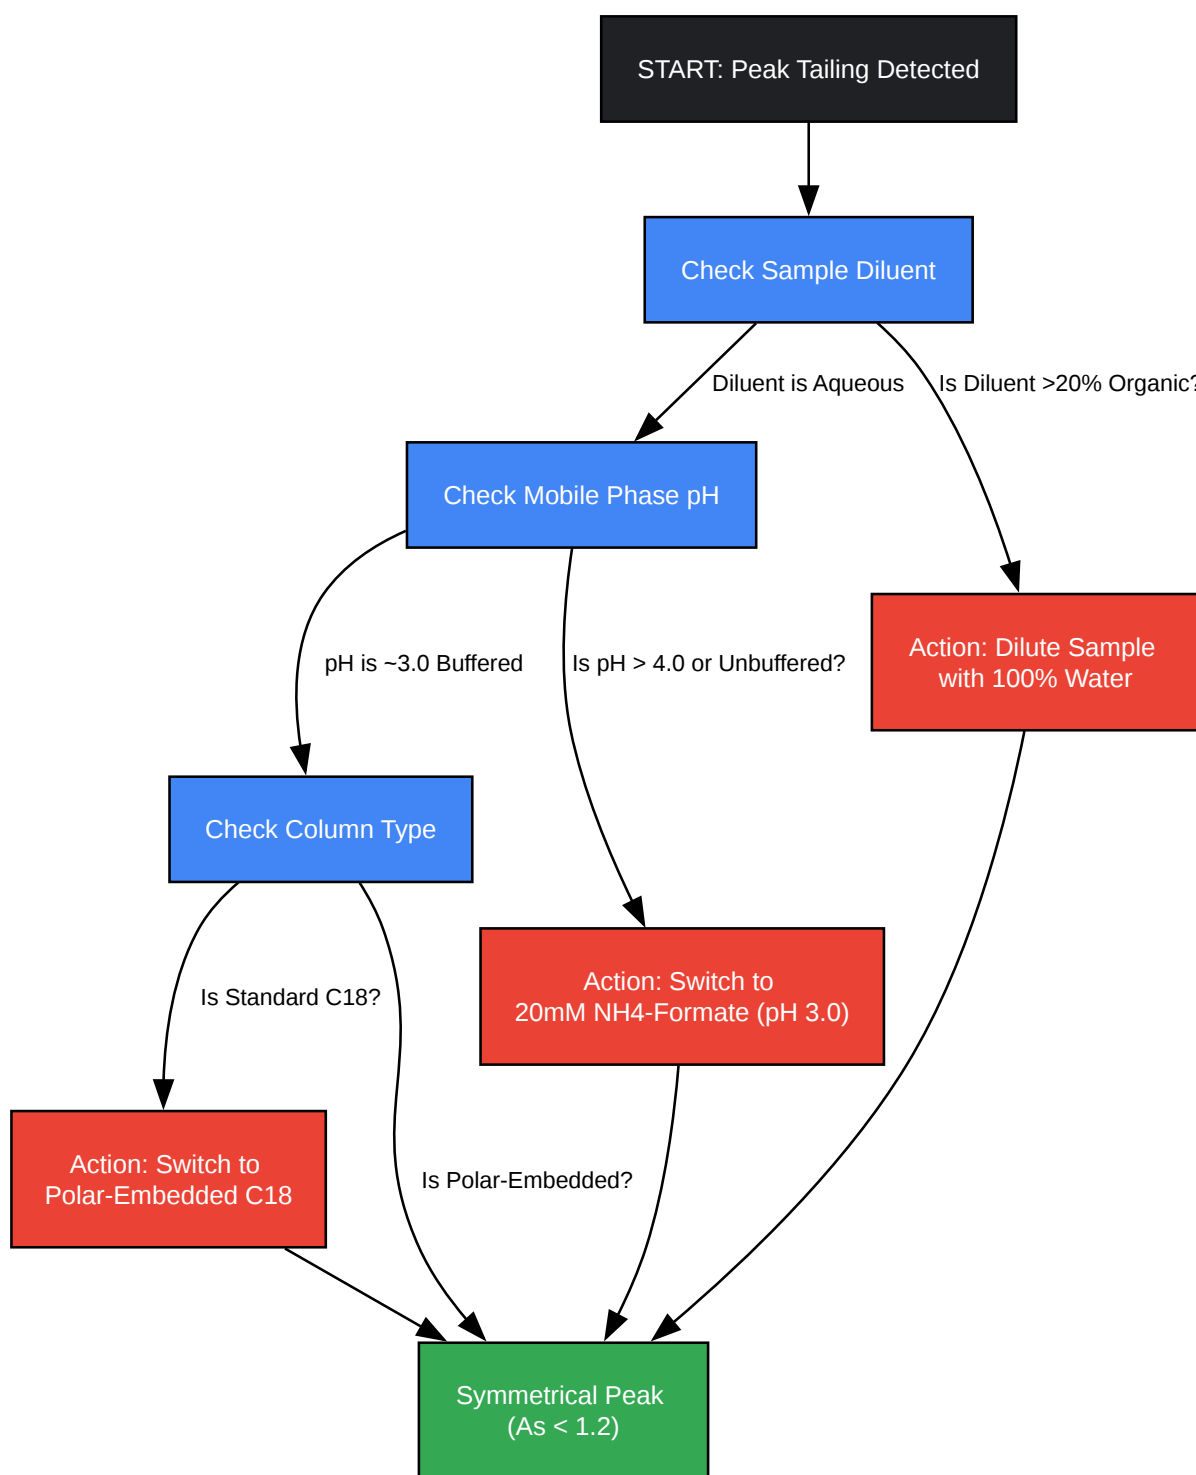 START: Peak Tailing Detected
Check Sample Diluent
Diluent is Aqueous
Is Diluent >20% Organic?
Check Mobile Phase pH
Action: Dilute Sample
with 100% Water
pH is ~3.0 Buffered
Is pH > 4.0 or Unbuffered?
Check Column Type
Action: Switch to
20mM NH4-Formate (pH 3.0)
Is Standard C18?
Action: Switch to
Polar-Embedded C18
Is Polar-Embedded?
Symmetrical Peak
(As < 1.2)